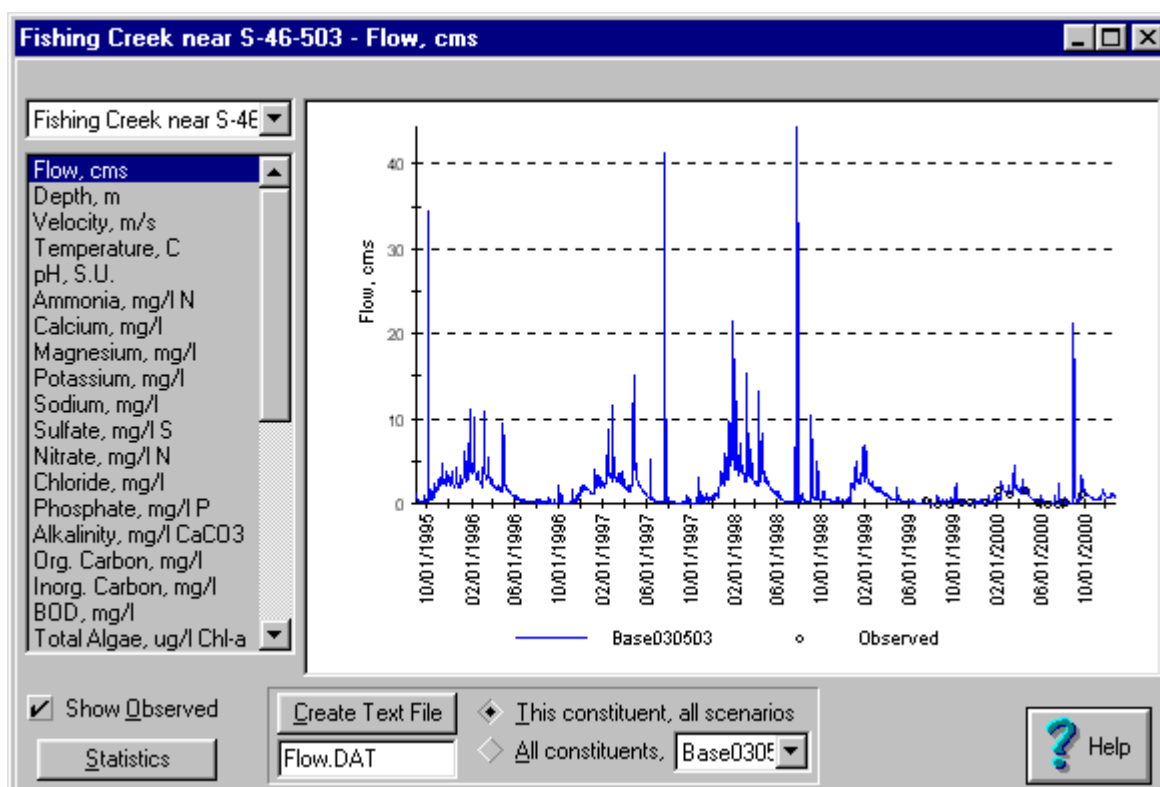 Fishing Creek near S-46-503 - Flow, cms
Fishing Creek near S-4E
Flow, cms
Depth, m
Velocity, m/s
Temperature, C
pH, S.U.
Ammonia, mg/l N
Calcium, mg/l
Magnesium, mg/l
Potassium, mg/l
Sodium, mg/l
Sulfate, mg/l S
Nitrate, mg/l N
Chloride, mg/l
Phosphate, mg/l P
Alkalinity, mg/l CaCO3
Org. Carbon, mg/l
Inorg. Carbon, mg/l
BOD, mg/l
Total Algae, ug/l Chl-a
Flow, cms
40
30
20
10
0
10/01/1995
02/01/1996
06/01/1996
10/01/1996
02/01/1997
06/01/1997
10/01/1997
02/01/1998
06/01/1998
10/01/1998
02/01/1999
06/01/1999
10/01/1999
02/01/2000
06/01/2000
10/01/2000
Base030503
Observed
Show Observed
Statistics
Create Text File
Flow.DAT
This constituent, all scenarios
All constituents,
Base0305
Help